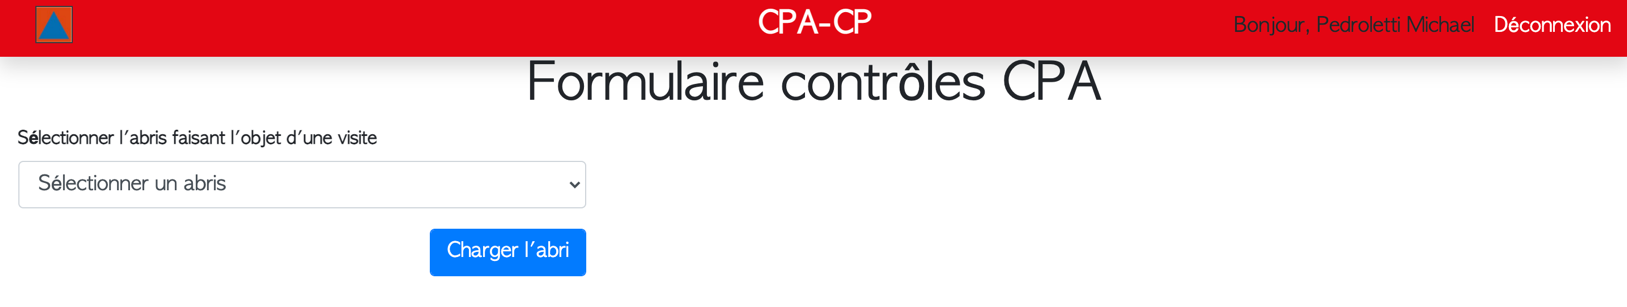 CPA-CP
Bonjour, Pedroletti Michael
Déconnexion
Formulaire contrôles CPA
Sélectionner l'abris faisant l'objet d'une visite
Sélectionner un abris
Charger l'abri